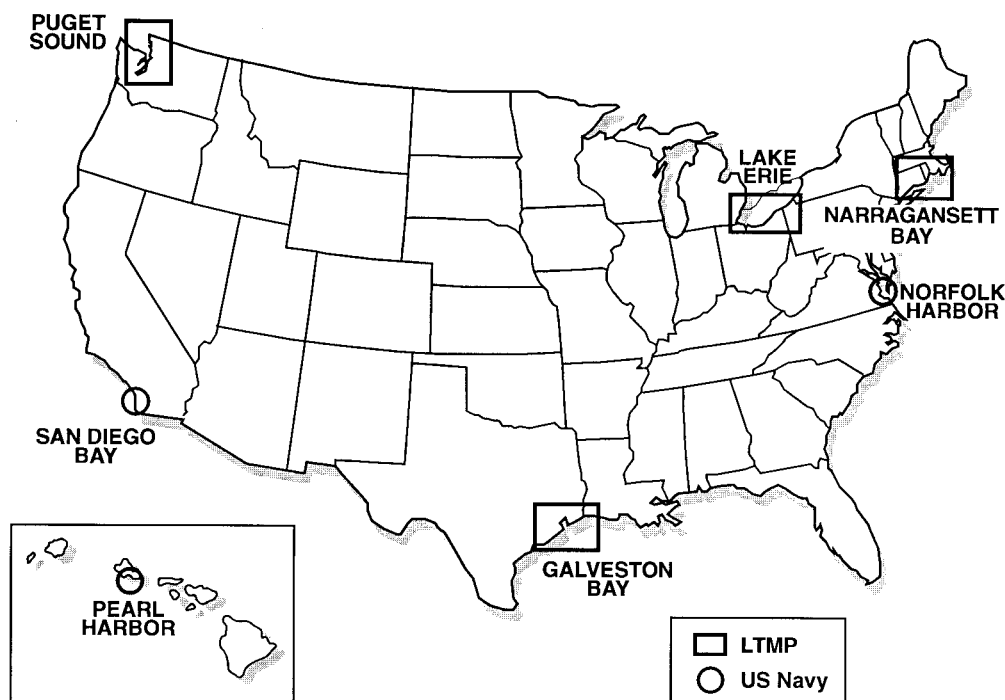 PUGET
SOUND
LAKE
ERIE
NARRAGANSETT
BAY
NORFOLK
HARBOR
SAN DIEGO
BAY
GALVESTON
BAY
PEARL
HARBOR
LTMP
US Navy